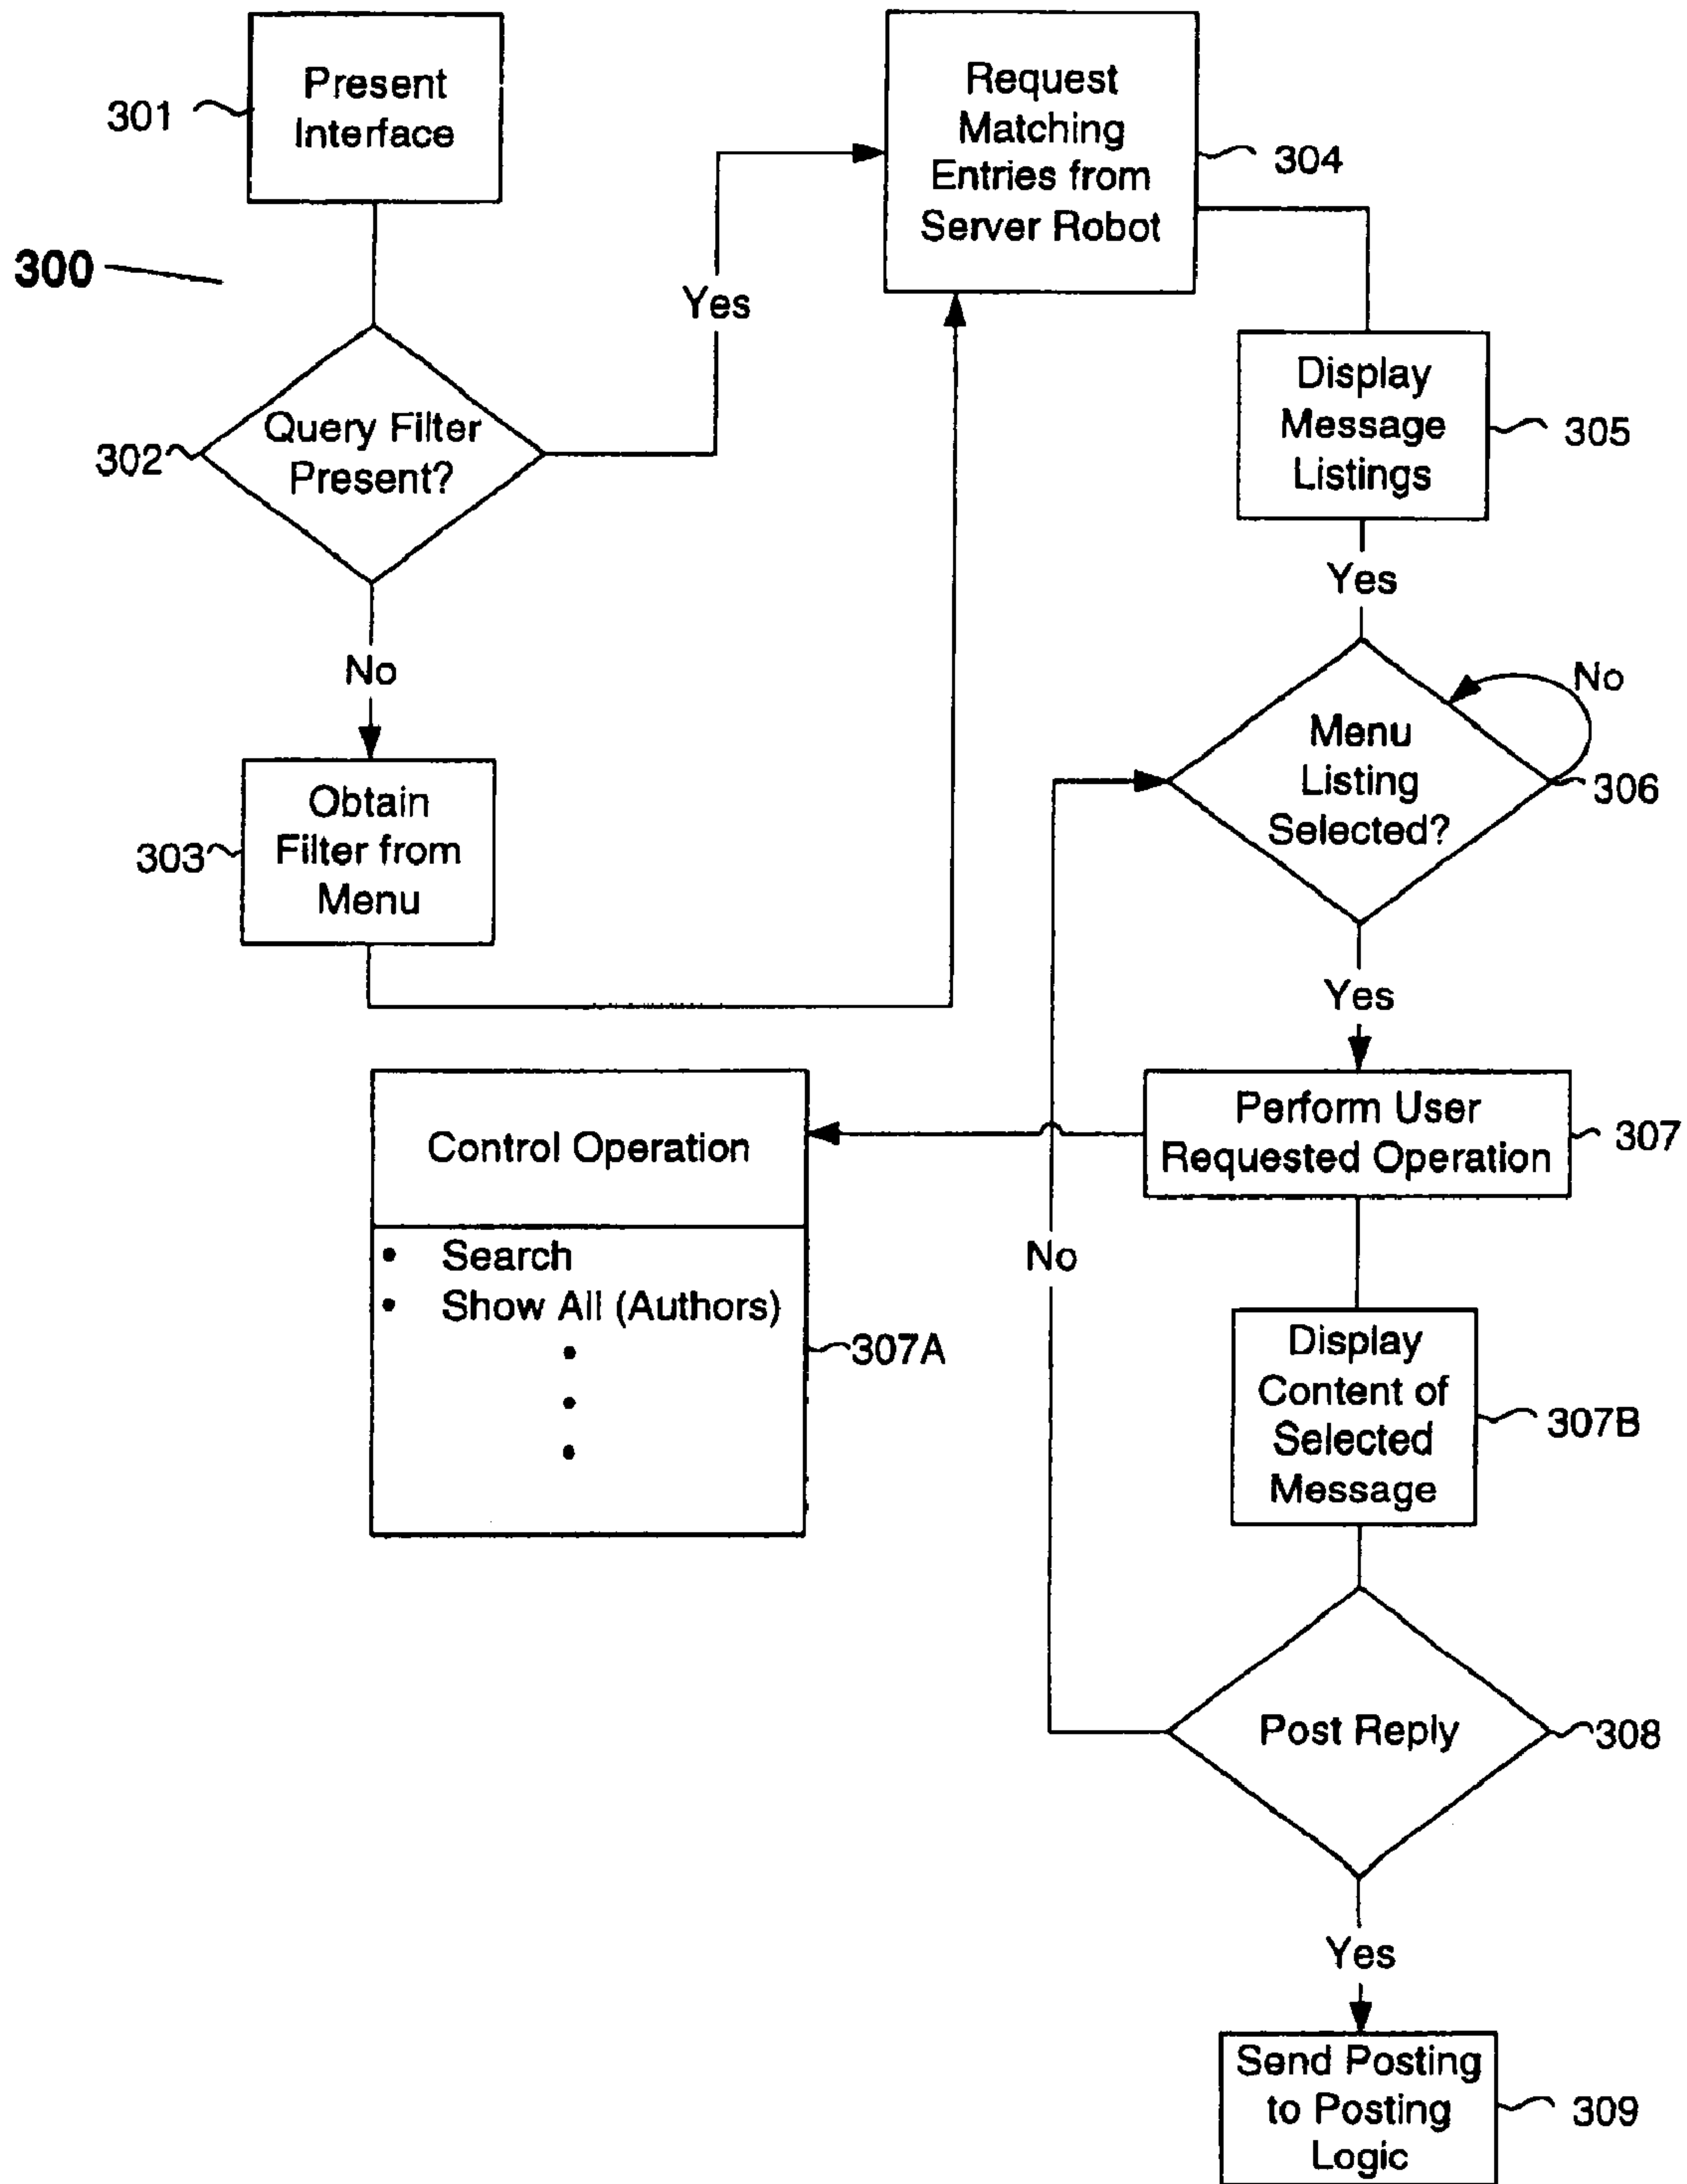 301
Present
Interface
300
302
Query Filter
Present?
Yes
No
303
Obtain
Filter from
Menu
Request
Matching
Entries from
Server Robot
304
Display
Message
Listings
305
Yes
No
Menu
Listing
Selected?
306
Yes
Perform User
Requested Operation
307
Control Operation
• Search
• Show All (Authors)
•
•
•
307A
No
Display
Content of
Selected
Message
307B
Post Reply
308
Yes
Send Posting
to Posting
Logic
309